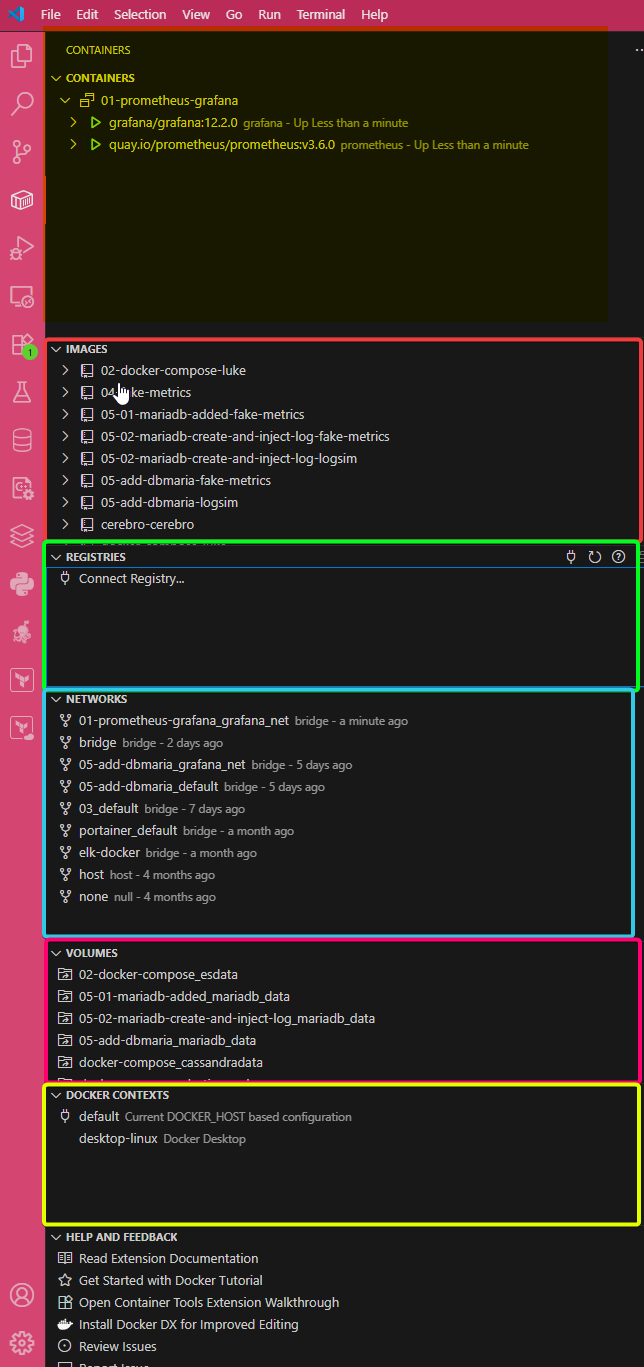 File Edit Selection View Go Run Terminal Help
CONTAINERS
CONTAINERS
01-prometheus-grafana
grafana/grafana:12.2.0 grafana - Up Less than a minute
quay.io/prometheus/prometheus:v3.6.0 prometheus - Up Less than a minute
IMAGES
02-docker-compose-luke
1
05-01-mariadb-added-fake-metrics
05-02-mariadb-create-and-inject-log-fake-metrics
05-02-mariadb-create-and-inject-log-logsim
05-add-dbmaria-fake-metrics
05-add-dbmaria-logsim
cerebro-cerebro
REGISTRIES
Connect Registry...
NETWORKS
01-prometheus-grafana_grafana_net bridge - a minute ago
bridge bridge - 2 days ago
05-add-dbmaria_grafana_net bridge - 5 days ago
05-add-dbmaria_default bridge - 5 days ago
03_default bridge - 7 days ago
portainer_default bridge - a month ago
elk-docker bridge - a month ago
host host - 4 months ago
none null - 4 months ago
VOLUMES
02-docker-compose_esdata
05-01-mariadb-added_mariadb_data
05-02-mariadb-create-and-inject-log_mariadb_data
05-add-dbmaria_mariadb_data
docker-compose_cassandradata
DOCKER CONTEXTS
default Current DOCKER_HOST based configuration
desktop-linux Docker Desktop
HELP AND FEEDBACK
Read Extension Documentation
Get Started with Docker Tutorial
Open Container Tools Extension Walkthrough
Install Docker DX for Improved Editing
Review Issues
Report Issue